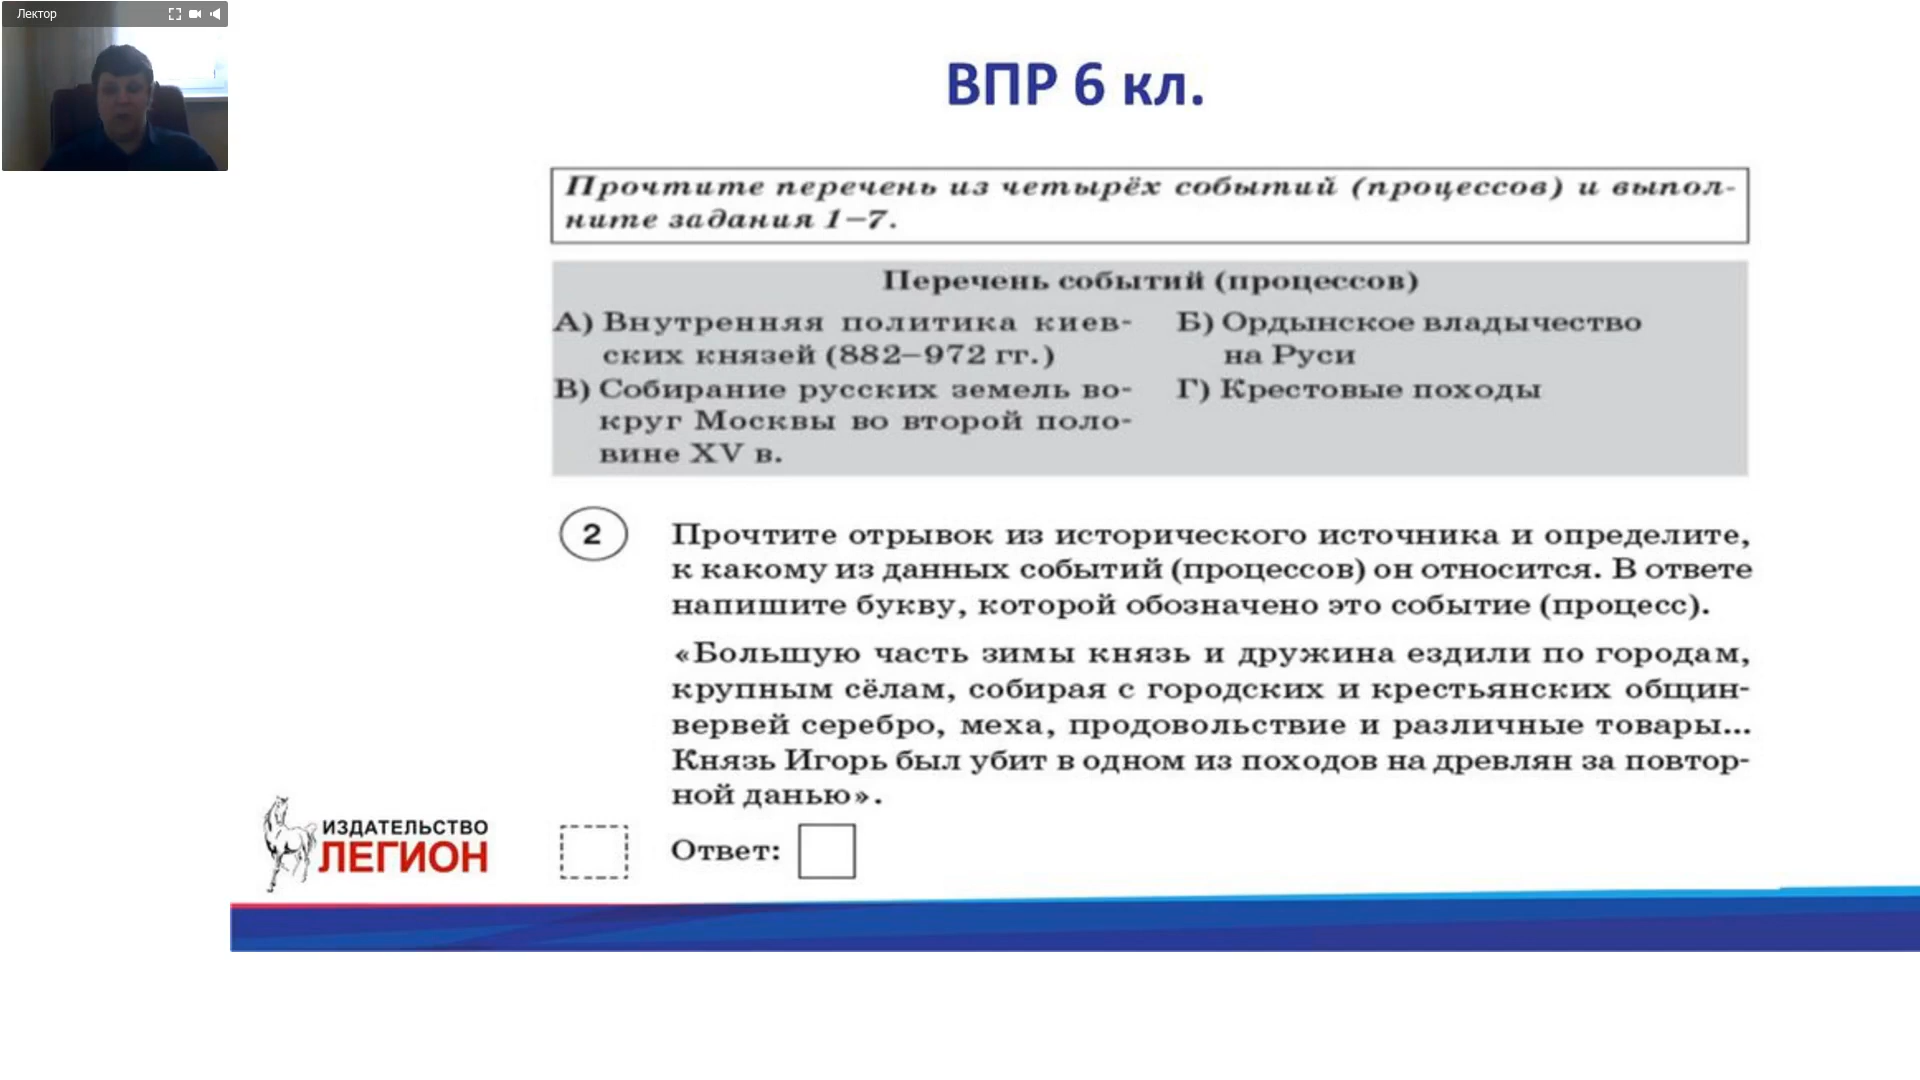 Лектор
ВПР 6 кл.
Прочтите перечень из четырёх событий (процессов) и выпол-
ните задания 1–7.
Перечень событий (процессов)
А) Внутренняя политика киев-
ских князей (882–972 гг.)
Б) Ордынское владычество
на Руси
В) Собирание русских земель во-
круг Москвы во второй поло-
вине XV в.
Г) Крестовые походы
2
Прочтите отрывок из исторического источника и определите,
к какому из данных событий (процессов) он относится. В ответе
напишите букву, которой обозначено это событие (процесс).
«Большую часть зимы князь и дружина ездили по городам,
крупным сёлам, собирая с городских и крестьянских общин-
вервей серебро, меха, продовольствие и различные товары...
Князь Игорь был убит в одном из походов на древлян за повтор-
ной данью».
Ответ:
ИЗДАТЕЛЬСТВО
ЛЕГИОН